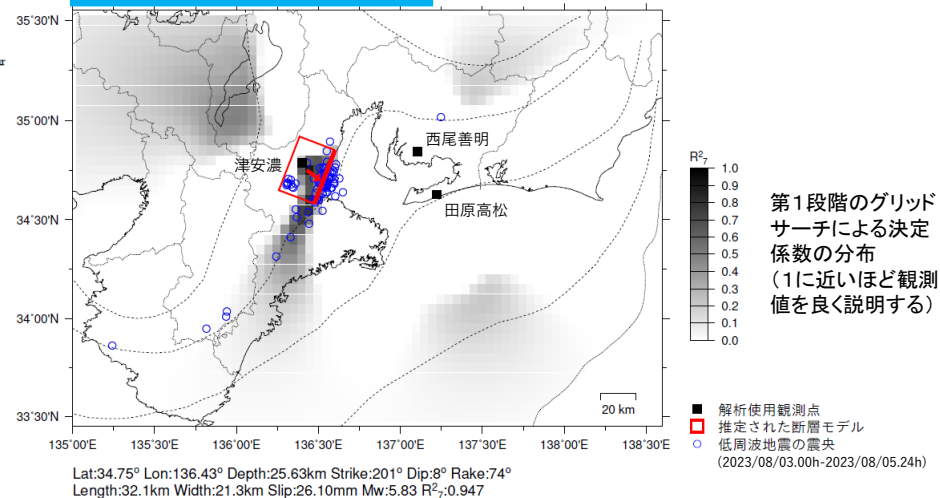 35°30'
35°00'
34°30'
34°00'
33°30'
135°00'
135°30'
136°00'
136°30'
137°00'
137°30'
138°00'
138°30'
津安濃
西尾善明
田原高松
20 km
R²₇
1.0
0.9
0.8
0.7
0.6
0.5
0.4
0.3
0.2
0.1
0.0
第1段階のグリッド
サーチによる決定
係数の分布
(1に近いほど観測
値を良く説明する)
解析使用観測点
推定された断層モデル
低周波地震の震央
(2023/08/03.00h-2023/08/05.24h)
Lat:34.75° Lon:136.43° Depth:25.63km Strike:201° Dip:8° Rake:74°
Length:32.1km Width:21.3km Slip:26.10mm Mw:5.83 R²₇:0.947